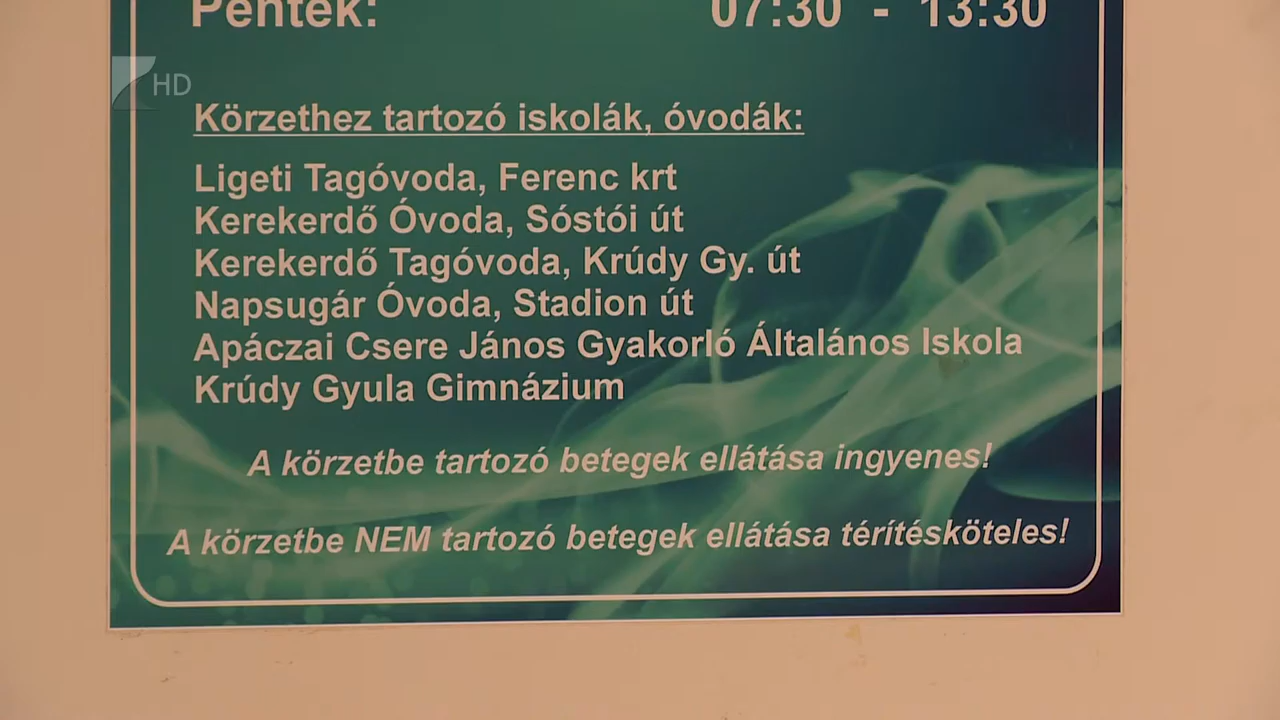 Péntek: 07:30 - 13:30
HD
Körzethez tartozó iskolák, óvodák:
Ligeti Tagóvoda, Ferenc krt
Kerekerdő Óvoda, Sóstói út
Kerekerdő Tagóvoda, Krúdy Gy. út
Napsugár Óvoda, Stadion út
Apáczai Csere János Gyakorló Általános Iskola
Krúdy Gyula Gimnázium
A körzetbe tartozó betegek ellátása ingyenes!
A körzetbe NEM tartozó betegek ellátása térítésköteles!